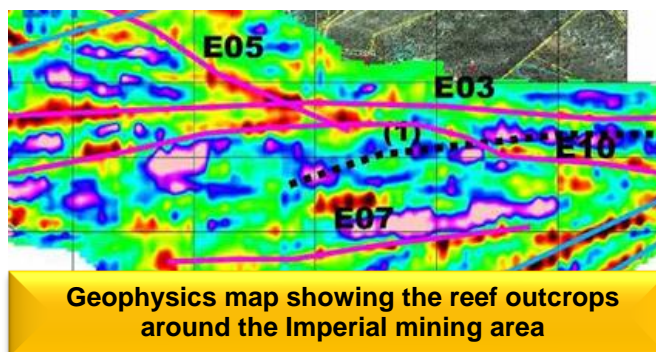 E05
E03
(1)
E10
E07
Geophysics map showing the reef outcrops
around the Imperial mining area